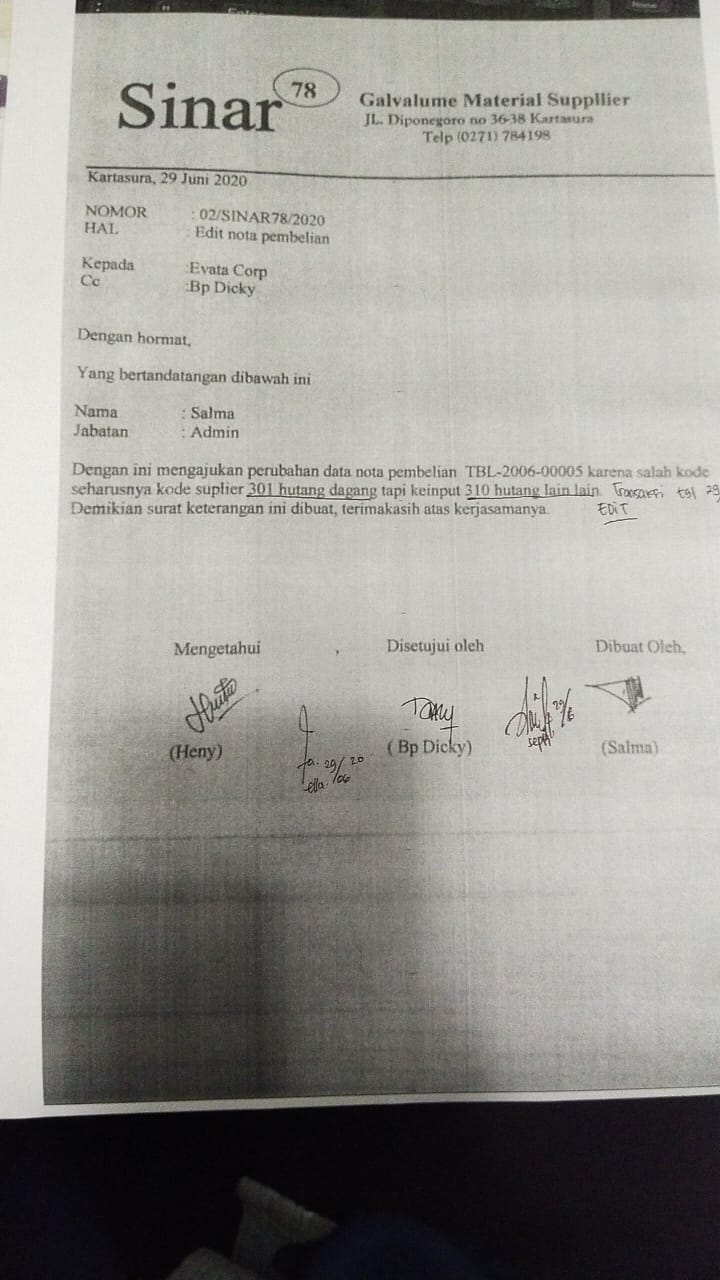 Sinar 78
Galvalume Material Suppllier
JL. Diponegoro no 36-38 Kartasura
Telp (0271) 784198
Kartasura, 29 Juni 2020
NOMOR : 02/SINAR78/2020
HAL : Edit nota pembelian
Kepada :Evata Corp
Cc :Bp Dicky
Dengan hormat,
Yang bertandatangan dibawah ini
Nama : Salma
Jabatan : Admin
Dengan ini mengajukan perubahan data nota pembelian TBL-2006-00005 karena salah kode
seharusnya kode suplier 301 hutang dagang tapi keinput 310 hutang lain lain. Transaksi tgl 29
Demikian surat keterangan ini dibuat, terimakasih atas kerjasamanya. EDIT
Mengetahui , Disetujui oleh Dibuat Oleh,
29/6
(Heny) ( Bp Dicky) (Salma)
29/06 20
ella